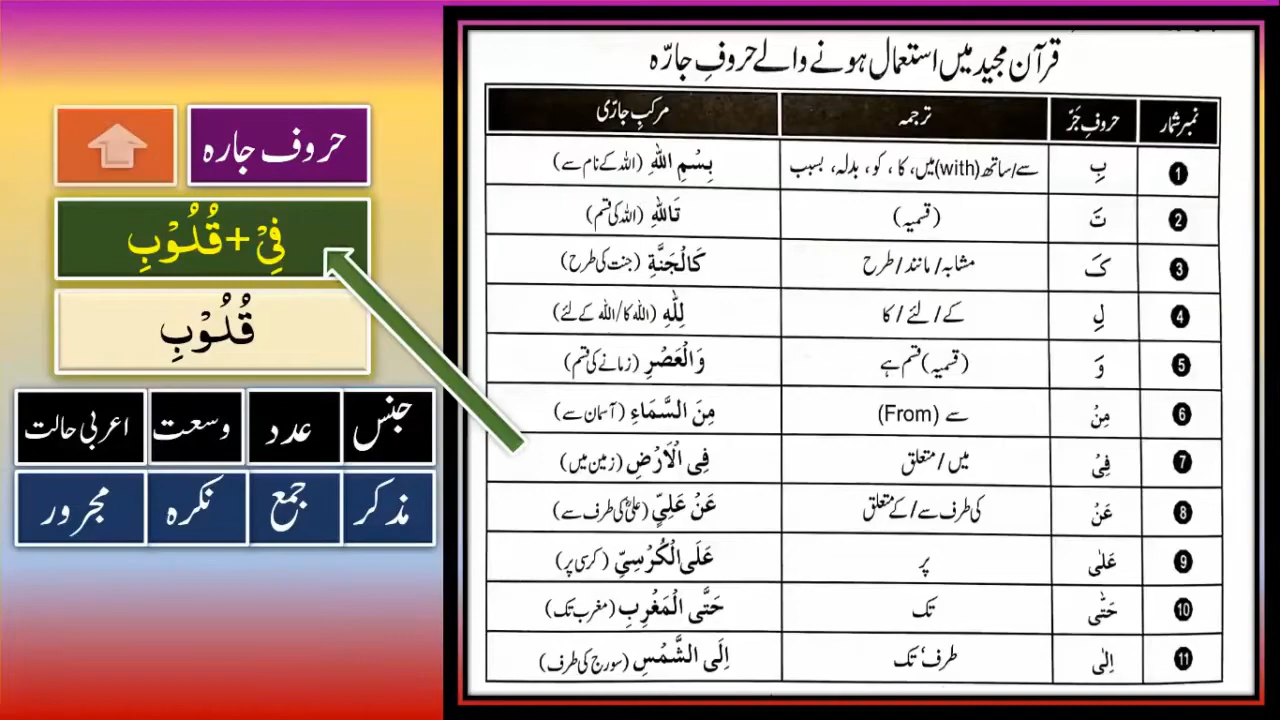 حروف جارہ
فِیْ+قُلُوْبِ
قُلُوْبِ
جنس عدد وسعت اعربی حالت
مذکر جمع نکرہ مجرور
قرآن مجید میں استعمال ہونے والے حروفِ جارّہ
نمبر شمار حروفِ جَرّ ترجمہ مرکبِ جارّی
1 بِ سے/ساتھ(with)میں، کا ، کو ، بدلہ، بسبب بِسْمِ اللّٰهِ (اللہ کے نام سے)
2 تَ (قسمیہ) تَاللّٰهِ (اللہ کی قسم)
3 کَ مشابہ/مانند/طرح كَالْجَنَّةِ (جنت کی طرح)
4 لِ کے/لئے/کا لِلّٰهِ (اللہ کا/اللہ کے لئے)
5 وَ (قسمیہ) قسم ہے وَالْعَصْرِ (زمانے کی قسم)
6 مِنْ سے (From) مِنَ السَّمَاءِ (آسمان سے)
7 فِیْ میں/متعلق فِی الْاَرْضِ (زمین میں)
8 عَنْ کی طرف سے/کے متعلق عَنْ عَلِيٍّ (علیؓ کی طرف سے)
9 عَلٰی پر عَلَی الْكُرْسِيِّ (کرسی پر)
10 حَتّٰی تک حَتَّی الْمَغْرِبِ (مغرب تک)
11 اِلٰی طرف، تک اِلَی الشَّمْسِ (سورج کی طرف)